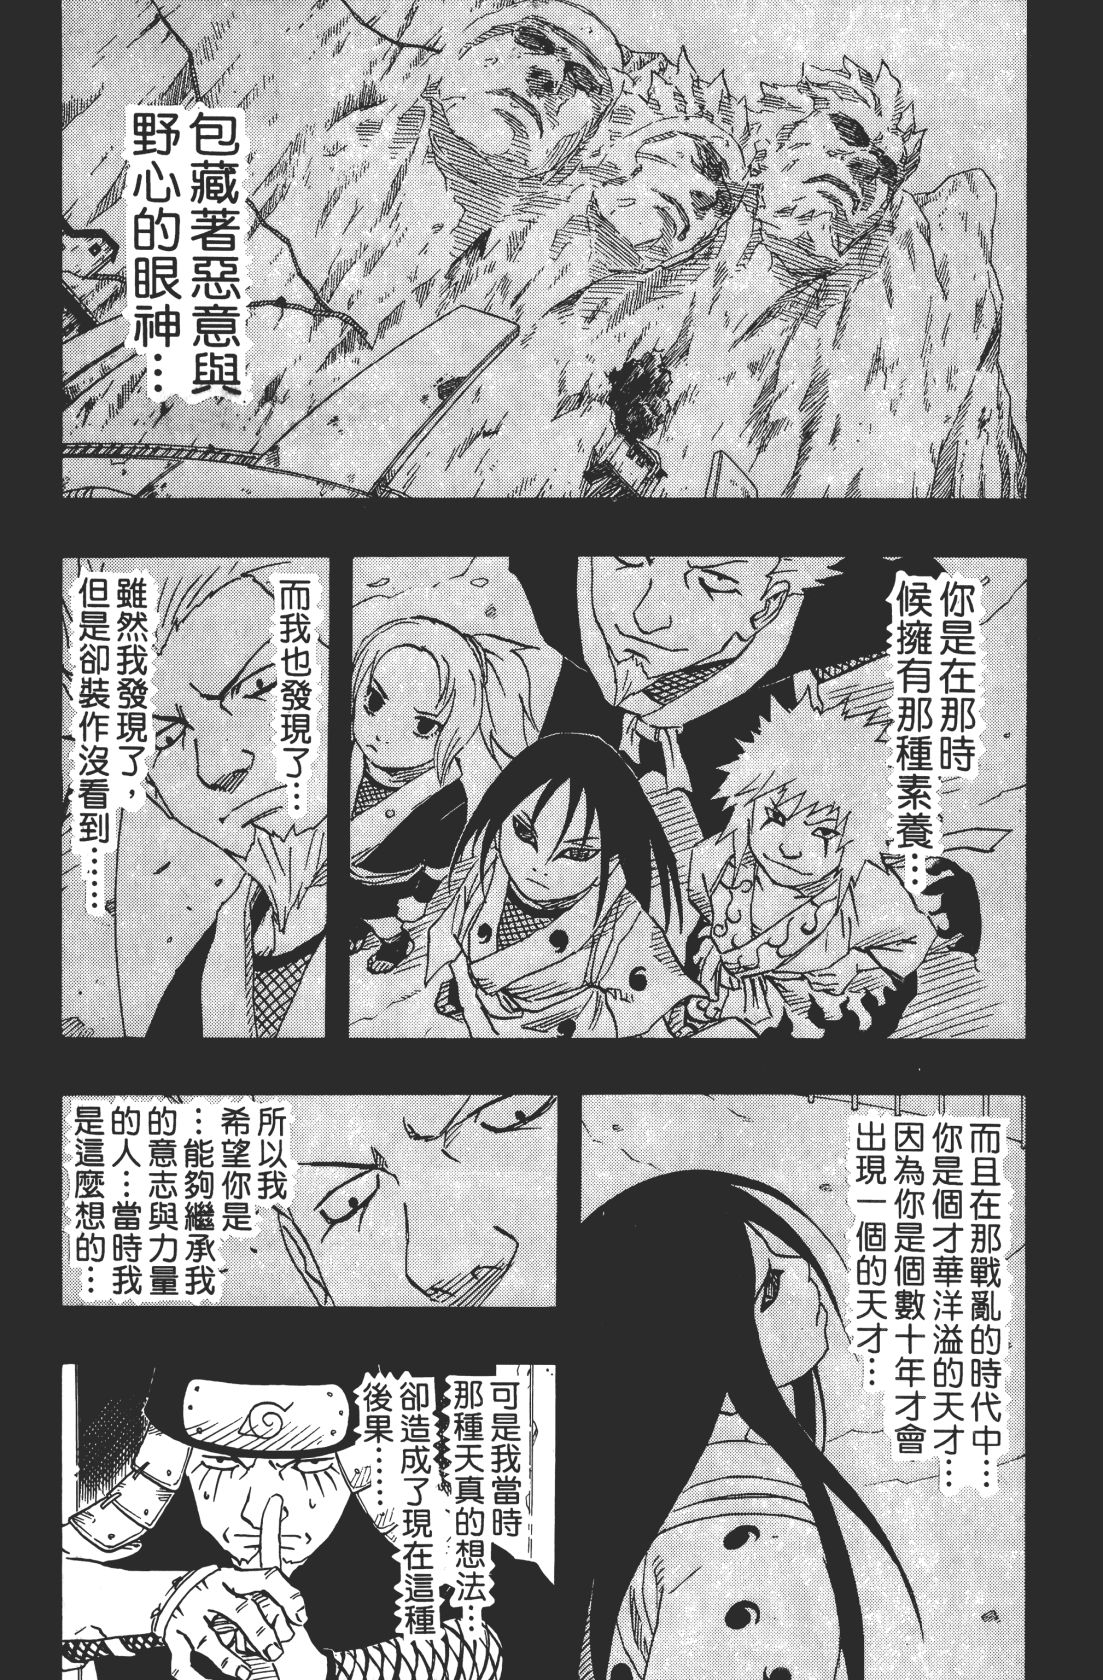 包藏著惡意與
野心的眼神…
你是在那時
候擁有那種素養…
而我也發現了…
雖然我發現了，
但是卻裝作沒看到……
而且在那戰亂的時代中…
你是個才華洋溢的天才…
因為你是個數十年才會
出現一個的天才…
所以我
希望你是
…能夠繼承我
的意志與力量
的人…當時我
是這麼想的…
可是我當時
那種天真的想法…
卻造成了現在這種
後果……